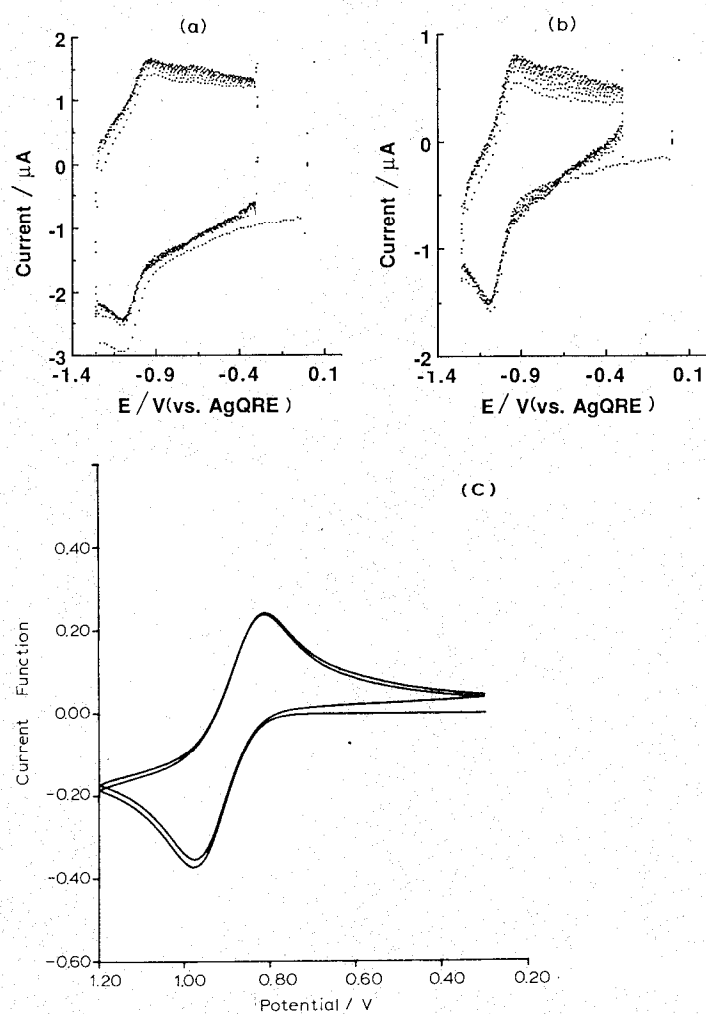 (a)
2
1
0
-1
-2
-3
Current / µA
-1.4 -0.9 -0.4 0.1
E / V(vs. AgQRE )
(b)
1
0
-1
-2
Current / µA
-1.4 -0.9 -0.4 0.1
E / V(vs. AgQRE )
(C)
0.40
0.20
0.00
-0.20
-0.40
-0.60
Current Function
1.20 1.00 0.80 0.60 0.40 0.20
Potential / V